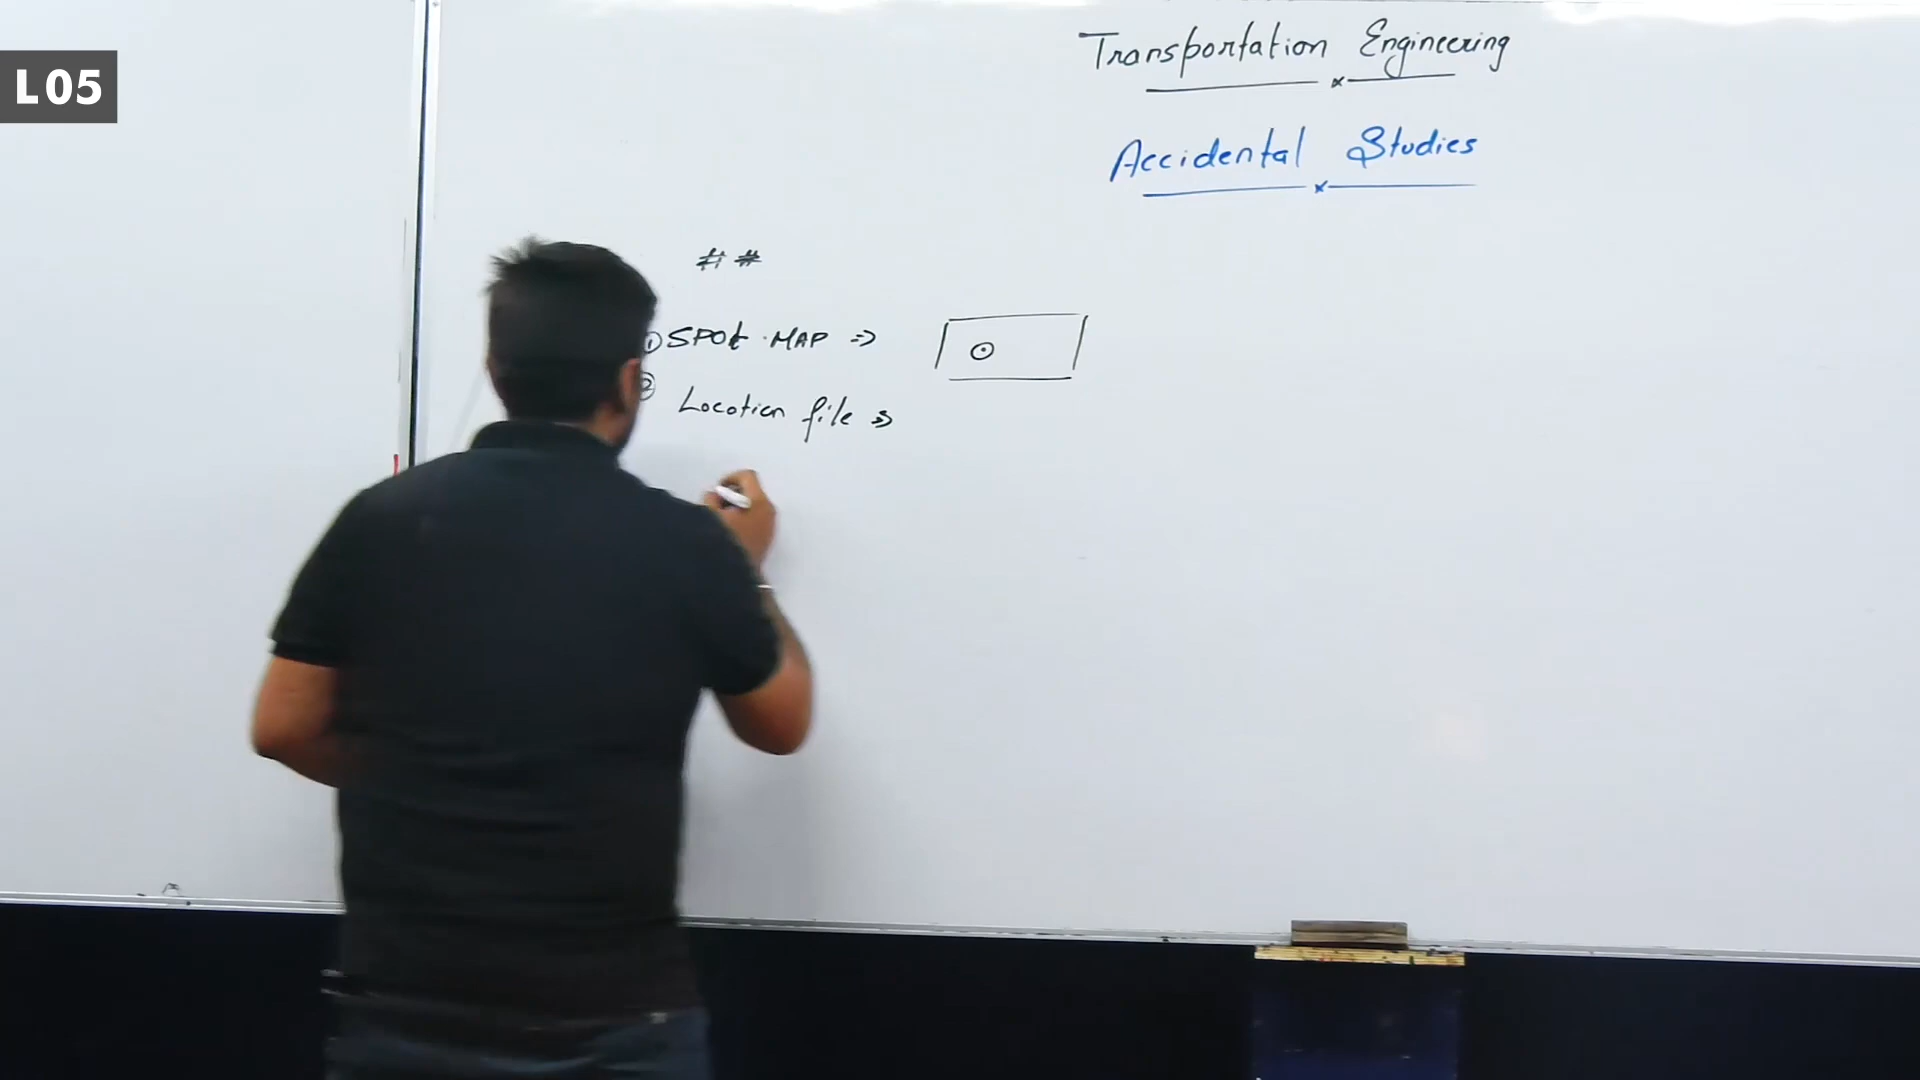 L05
Transportation Engineering
Accidental Studies
##
① SPOt MAP ⇒
② Location file ⇒